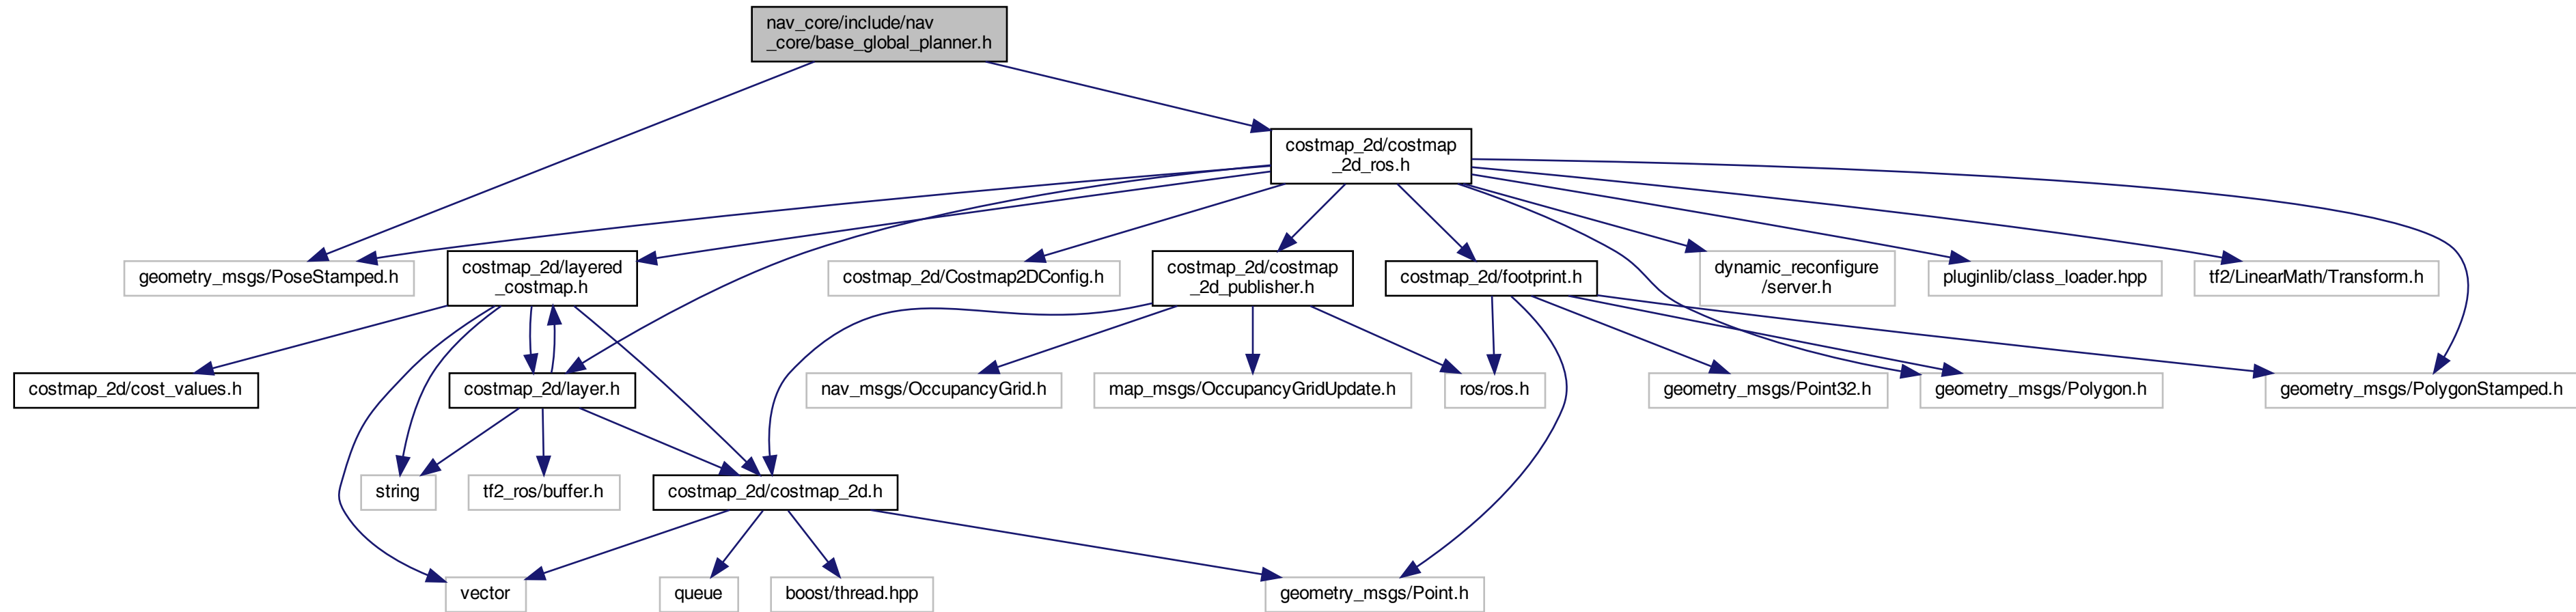 nav_core/include/nav
_core/base_global_planner.h
costmap_2d/costmap
_2d_ros.h
geometry_msgs/PoseStamped.h
costmap_2d/layered
_costmap.h
costmap_2d/Costmap2DConfig.h
costmap_2d/costmap
_2d_publisher.h
costmap_2d/footprint.h
dynamic_reconfigure
/server.h
pluginlib/class_loader.hpp
tf2/LinearMath/Transform.h
costmap_2d/cost_values.h
costmap_2d/layer.h
nav_msgs/OccupancyGrid.h
map_msgs/OccupancyGridUpdate.h
ros/ros.h
geometry_msgs/Point32.h
geometry_msgs/Polygon.h
geometry_msgs/PolygonStamped.h
string
tf2_ros/buffer.h
costmap_2d/costmap_2d.h
vector
queue
boost/thread.hpp
geometry_msgs/Point.h